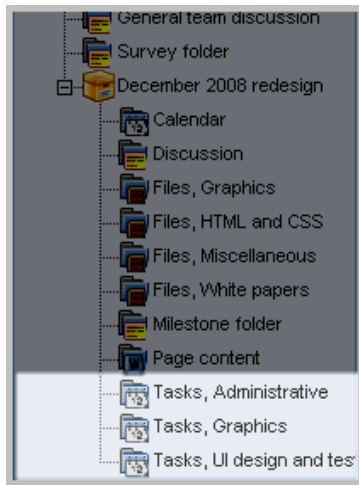 General team discussion
Survey folder
December 2008 redesign
Calendar
Discussion
Files, Graphics
Files, HTML and CSS
Files, Miscellaneous
Files, White papers
Milestone folder
Page content
Tasks, Administrative
Tasks, Graphics
Tasks, UI design and